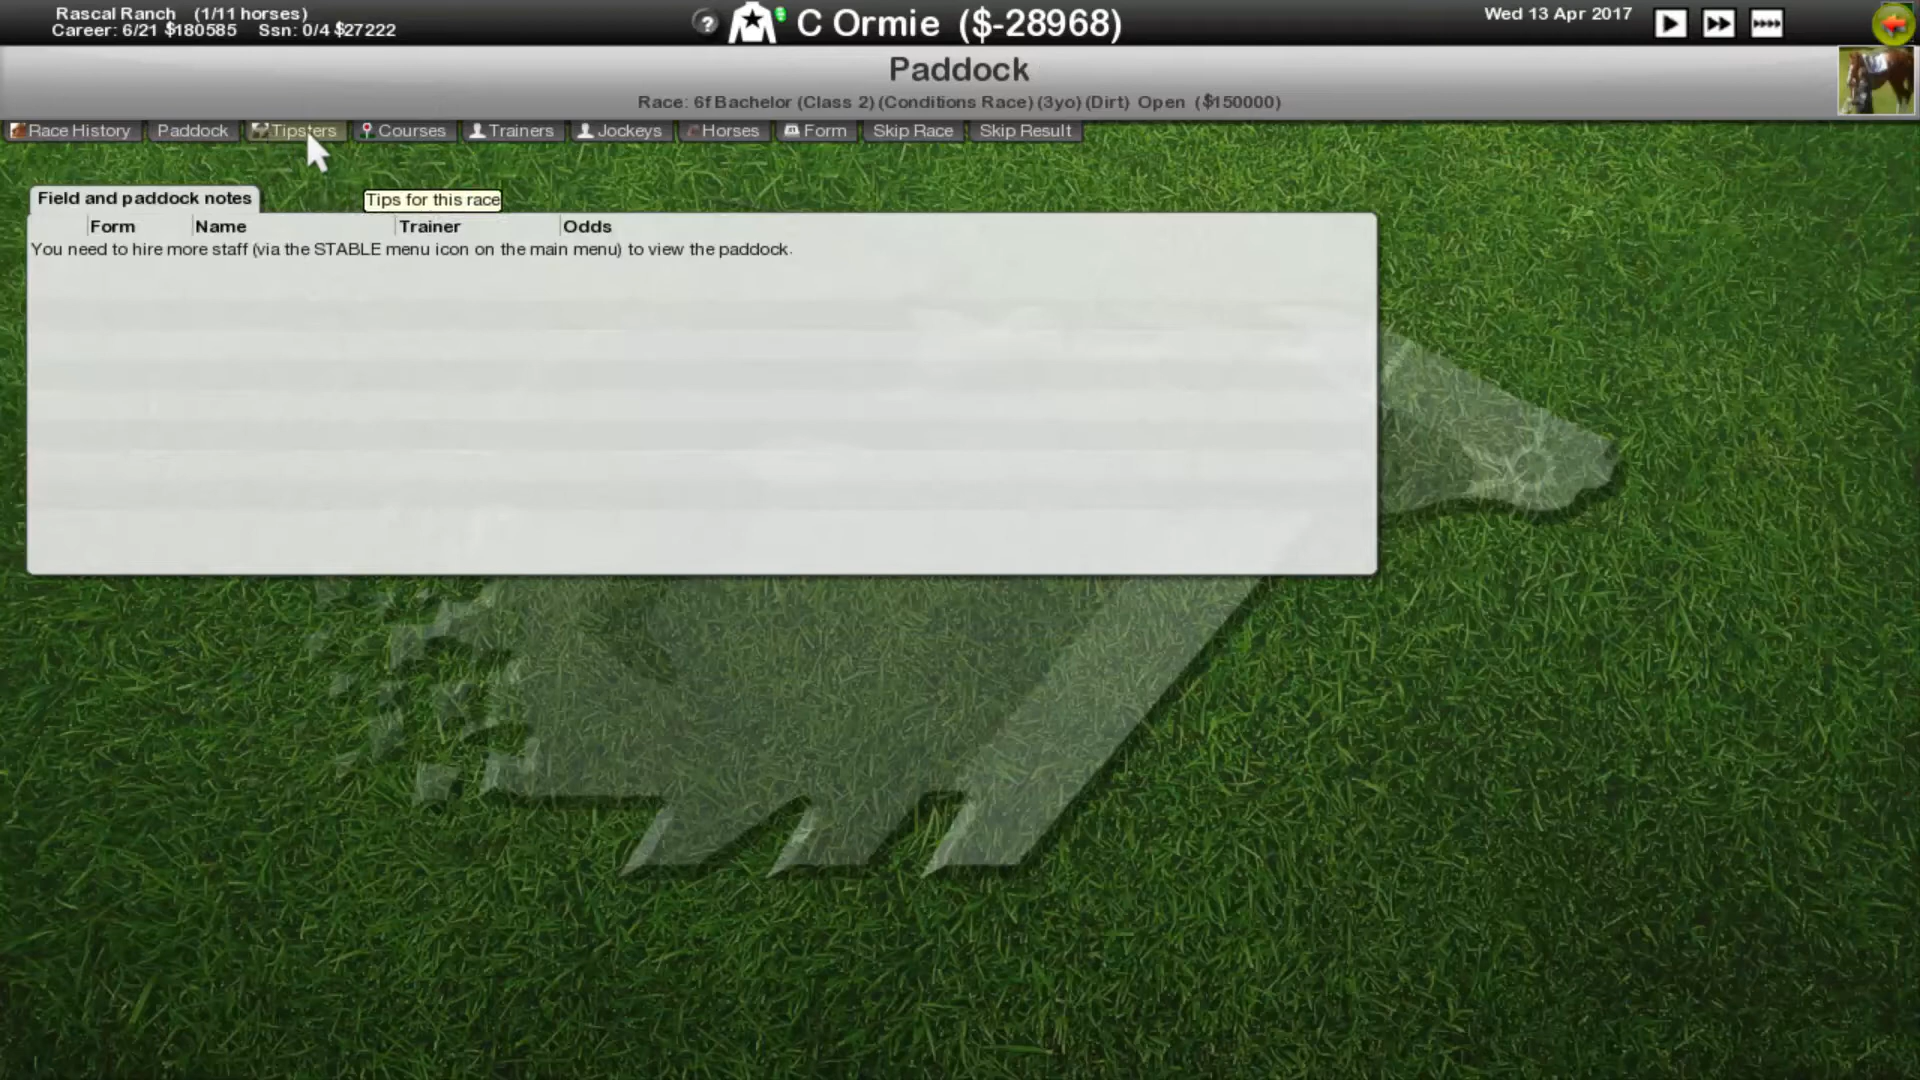 Rascal Ranch (1/11 horses)
Career: 6/21 $180585 Ssn: 0/4 $27222
? C Ormie ($-28968)
Wed 13 Apr 2017
Paddock
Race: 6f Bachelor (Class 2) (Conditions Race) (3yo) (Dirt) Open ($150000)
Race History Paddock Tipsters Courses Trainers Jockeys Horses Form Skip Race Skip Result
Field and paddock notes
Tips for this race
Form Name Trainer Odds
You need to hire more staff (via the STABLE menu icon on the main menu) to view the paddock.